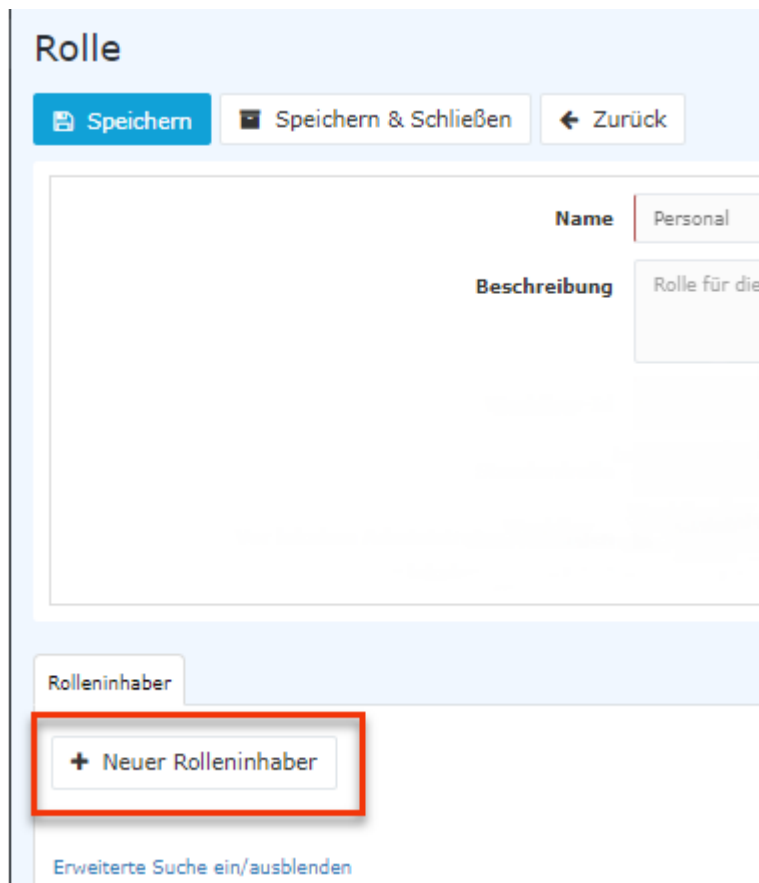 Rolle
Speichern Speichern & Schließen Zurück
Name Personal
Beschreibung Rolle für die
Rolleninhaber
+ Neuer Rolleninhaber
Erweiterte Suche ein/ausblenden